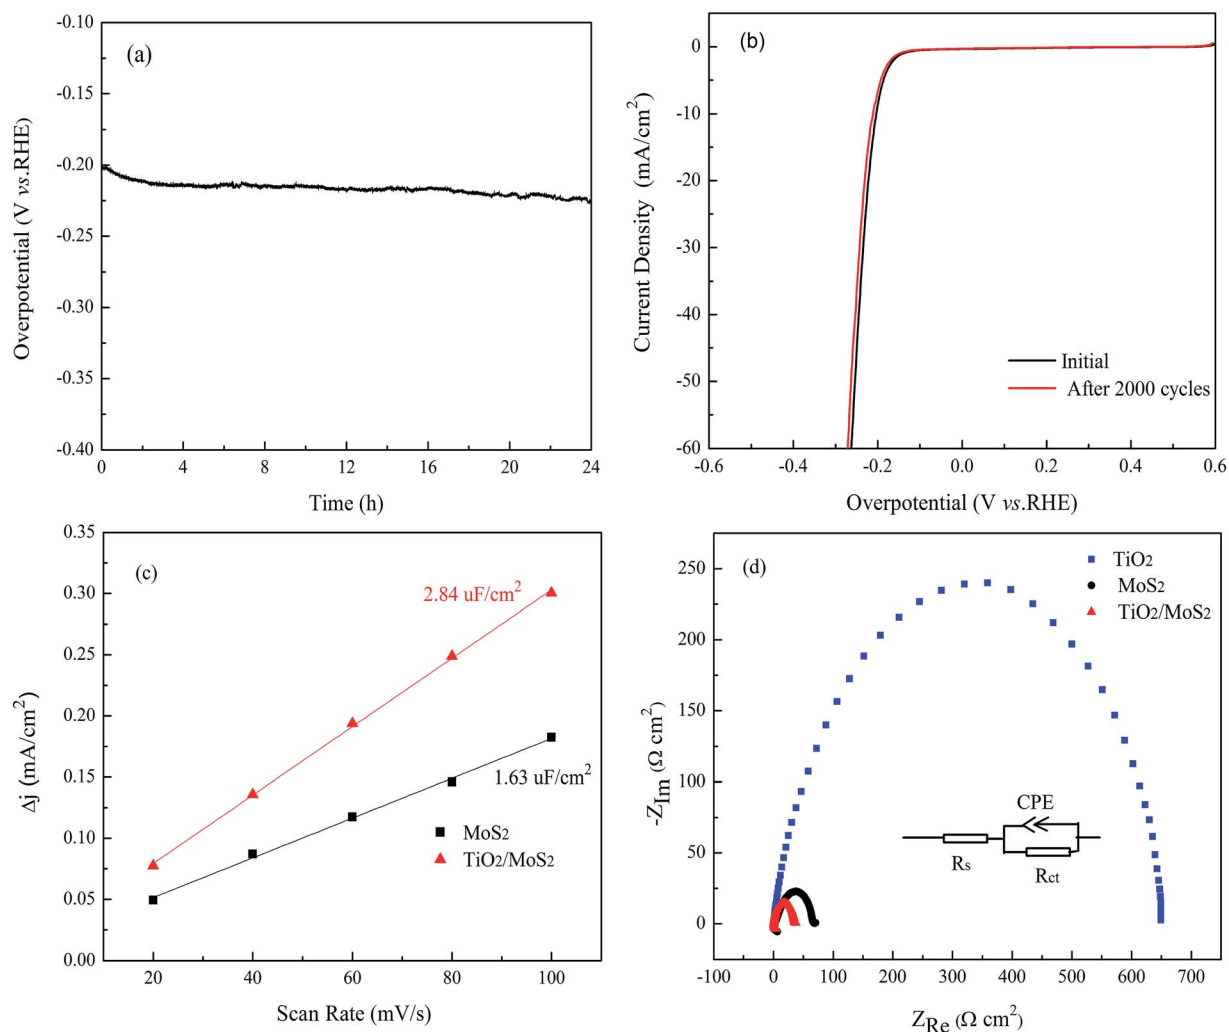 (a)
-0.10
-0.15
-0.20
-0.25
-0.30
-0.35
-0.40
0 4 8 12 16 20 24
Overpotential (V vs.RHE)
Time (h)
(b)
0
-10
-20
-30
-40
-50
-60
-0.6 -0.4 -0.2 0.0 0.2 0.4 0.6
Current Density (mA/cm²)
Overpotential (V vs.RHE)
Initial
After 2000 cycles
(c)
0.35
0.30
0.25
0.20
0.15
0.10
0.05
0.00
20 40 60 80 100
Δj (mA/cm²)
Scan Rate (mV/s)
2.84 uF/cm²
1.63 uF/cm²
MoS₂
TiO₂/MoS₂
(d)
250
200
150
100
50
0
-100 0 100 200 300 400 500 600 700
-Z_Im (Ω cm²)
Z_Re (Ω cm²)
TiO₂
MoS₂
TiO₂/MoS₂
CPE
Rs
Rct